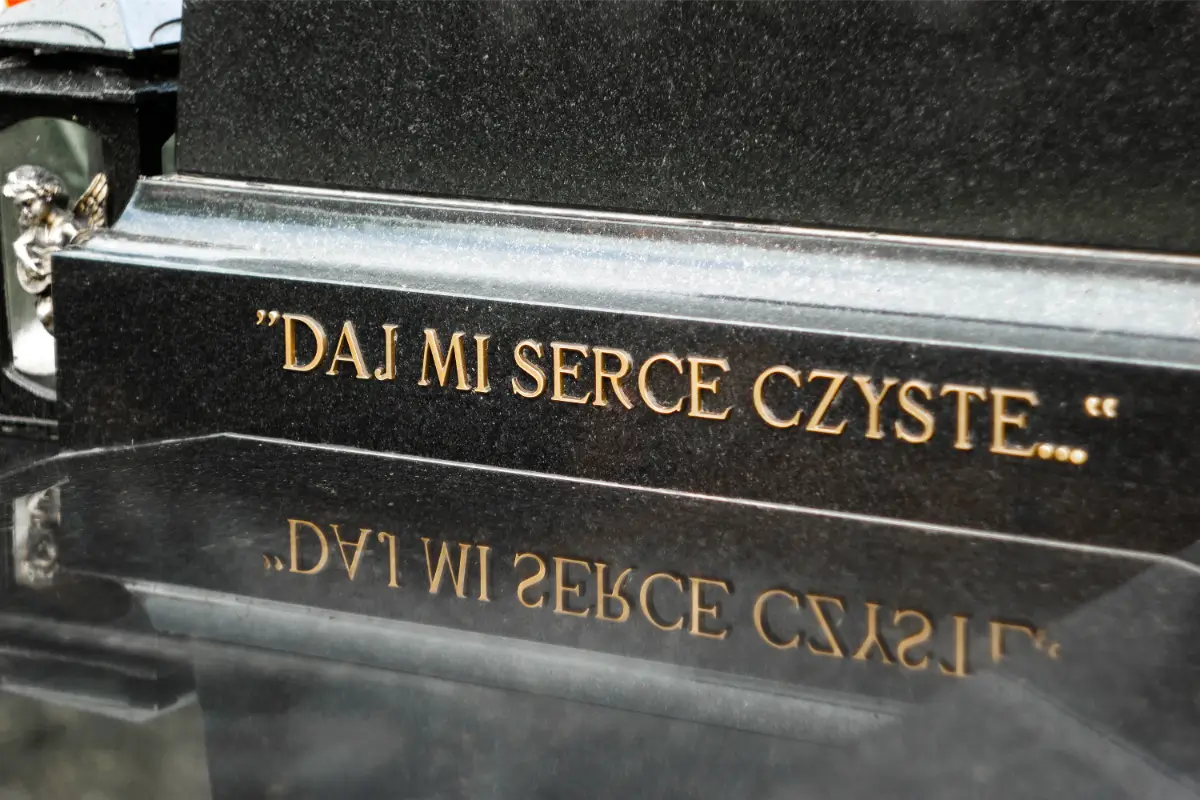 ”DAJ MI SERCE CZYSTE...“